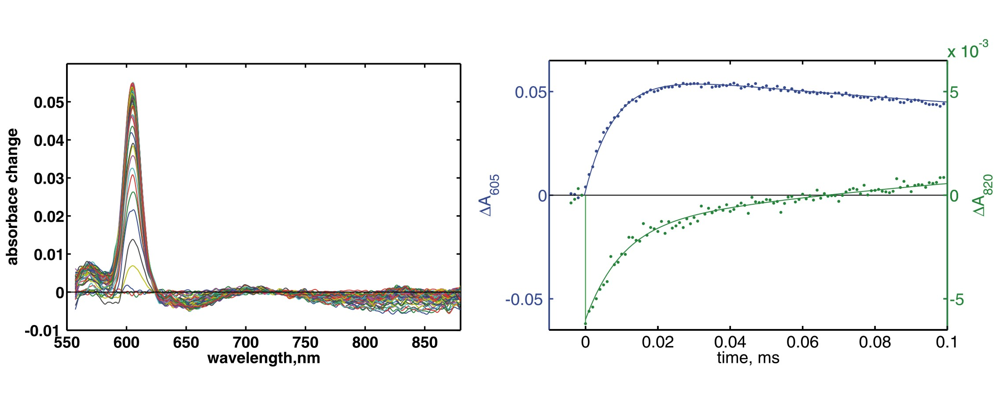 absorbace change
0.05
0.04
0.03
0.02
0.01
0
-0.01
550 600 650 700 750 800 850
wavelength,nm
x 10-3
ΔA605
0.05
0
-0.05
5
0
-5
ΔA820
0 0.02 0.04 0.06 0.08 0.1
time, ms